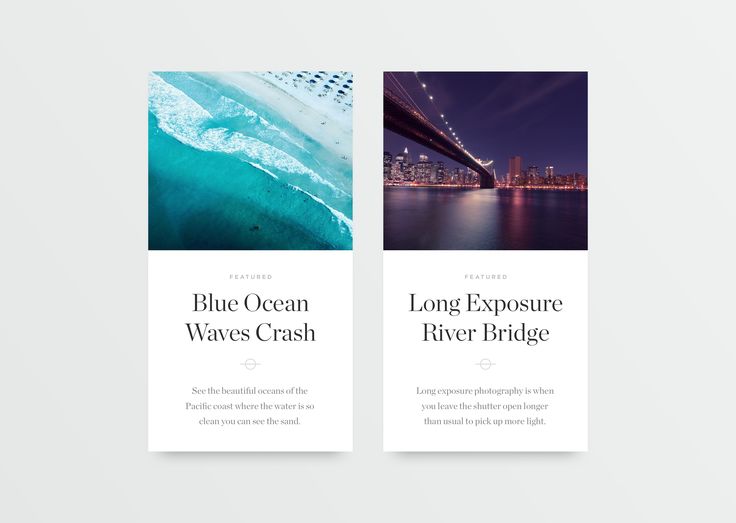 FEATURED
Blue Ocean
Waves Crash
See the beautiful oceans of the
Pacific coast where the water is so
clean you can see the sand.
FEATURED
Long Exposure
River Bridge
Long exposure photography is when
you leave the shutter open longer
than usual to pick up more light.